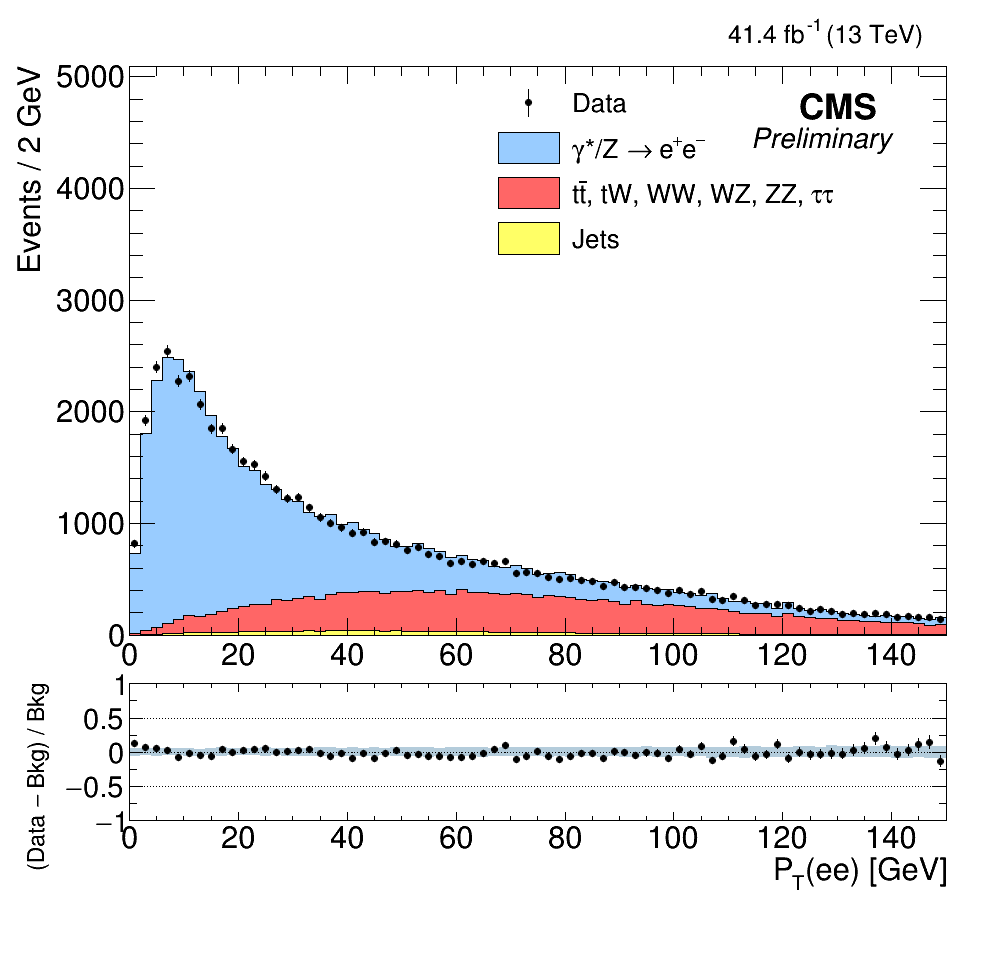 41.4 fb⁻¹ (13 TeV)
Events / 2 GeV
5000
4000
3000
2000
1000
0
CMS
Preliminary
Data
γ*/Z → e⁺e⁻
tt̄, tW, WW, WZ, ZZ, ττ
Jets
0 20 40 60 80 100 120 140
(Data − Bkg) / Bkg
1
0.5
0
−0.5
−1
0 20 40 60 80 100 120 140
P_T(ee) [GeV]